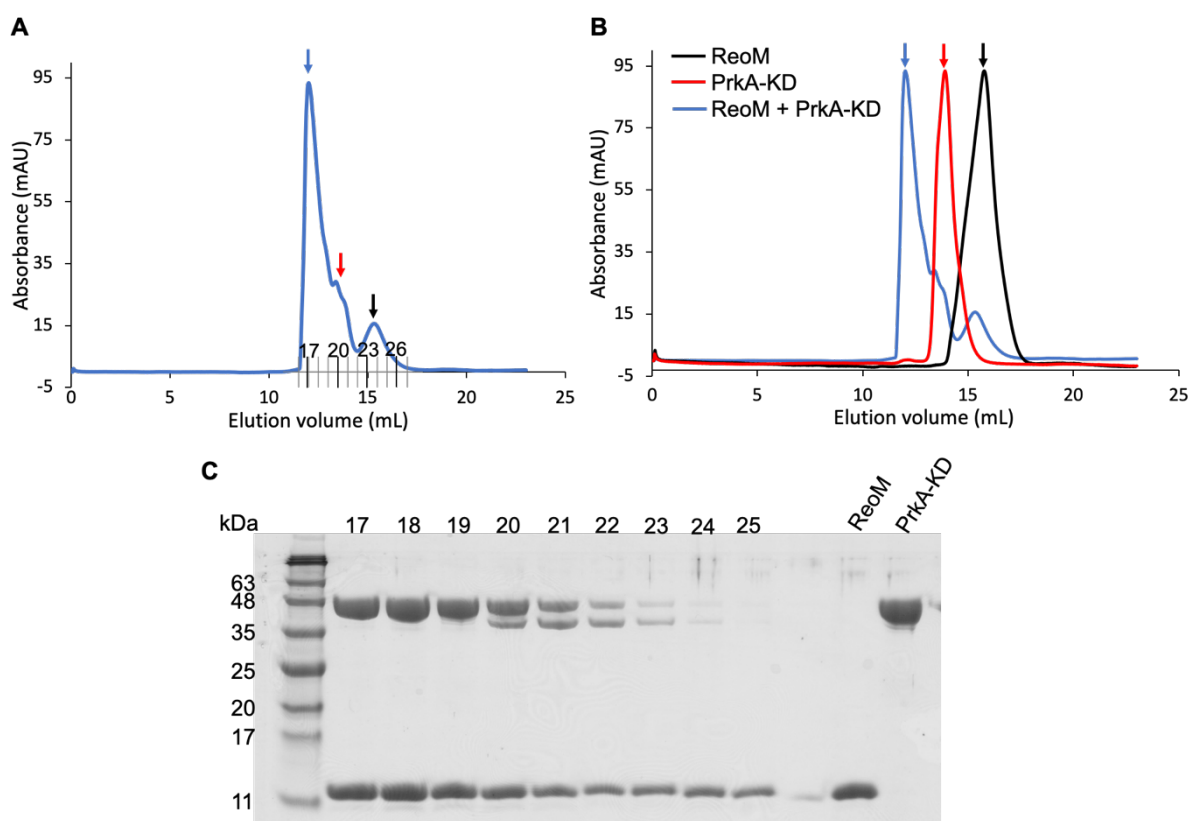 A
95
75
55
35
15
-5
Absorbance (mAU)
17 20 23 26
0 5 10 15 20 25
Elution volume (mL)
B
ReoM
PrkA-KD
ReoM + PrkA-KD
95
75
55
35
15
-5
Absorbance (mAU)
0 5 10 15 20 25
Elution volume (mL)
C
kDa 17 18 19 20 21 22 23 24 25 ReoM PrkA-KD
63
48
35
25
20
17
11